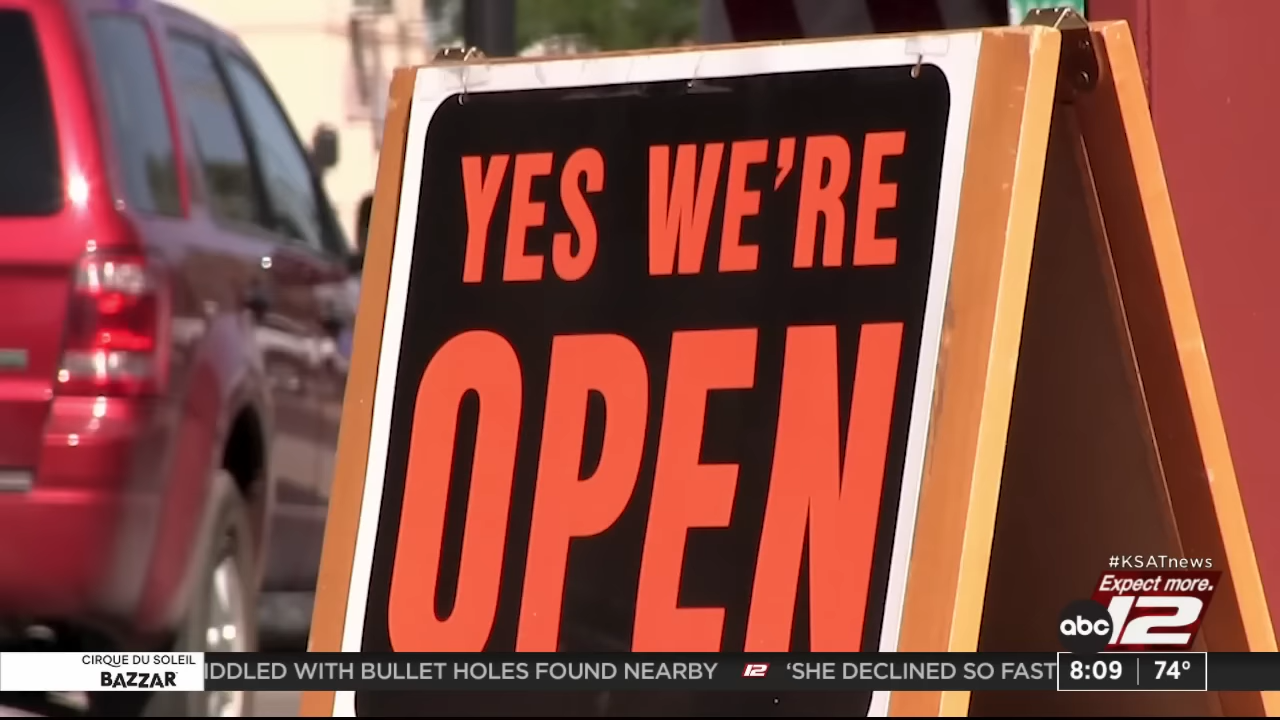 YES WE'RE
OPEN
#KSATnews
Expect more.
abc 12
CIRQUE DU SOLEIL
BAZZAR
IDDLED WITH BULLET HOLES FOUND NEARBY 12 ‘SHE DECLINED SO FAST
8:09 74°